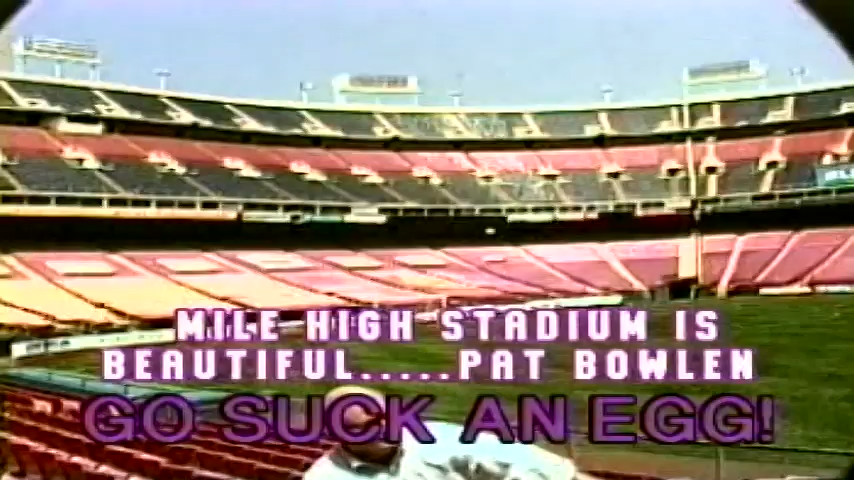 MILE HIGH STADIUM IS
BEAUTIFUL.....PAT BOWLEN
GO SUCK AN EGG!